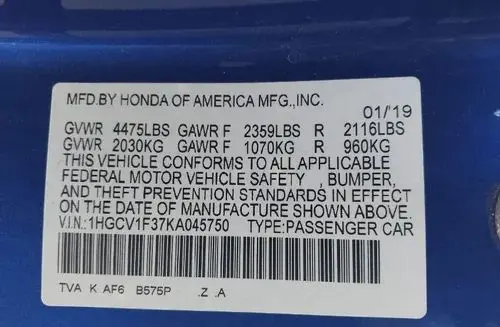 MFD.BY HONDA OF AMERICA MFG.,INC.
01/19
GVWR 4475LBS GAWR F 2359LBS R 2116LBS
GVWR 2030KG GAWR F 1070KG R 960KG
THIS VEHICLE CONFORMS TO ALL APPLICABLE
FEDERAL MOTOR VEHICLE SAFETY , BUMPER,
AND THEFT PREVENTION STANDARDS IN EFFECT
ON THE DATE OF MANUFACTURE SHOWN ABOVE.
V.I.N.:1HGCV1F37KA045750 TYPE:PASSENGER CAR
TVA K AF6 B575P .Z .A